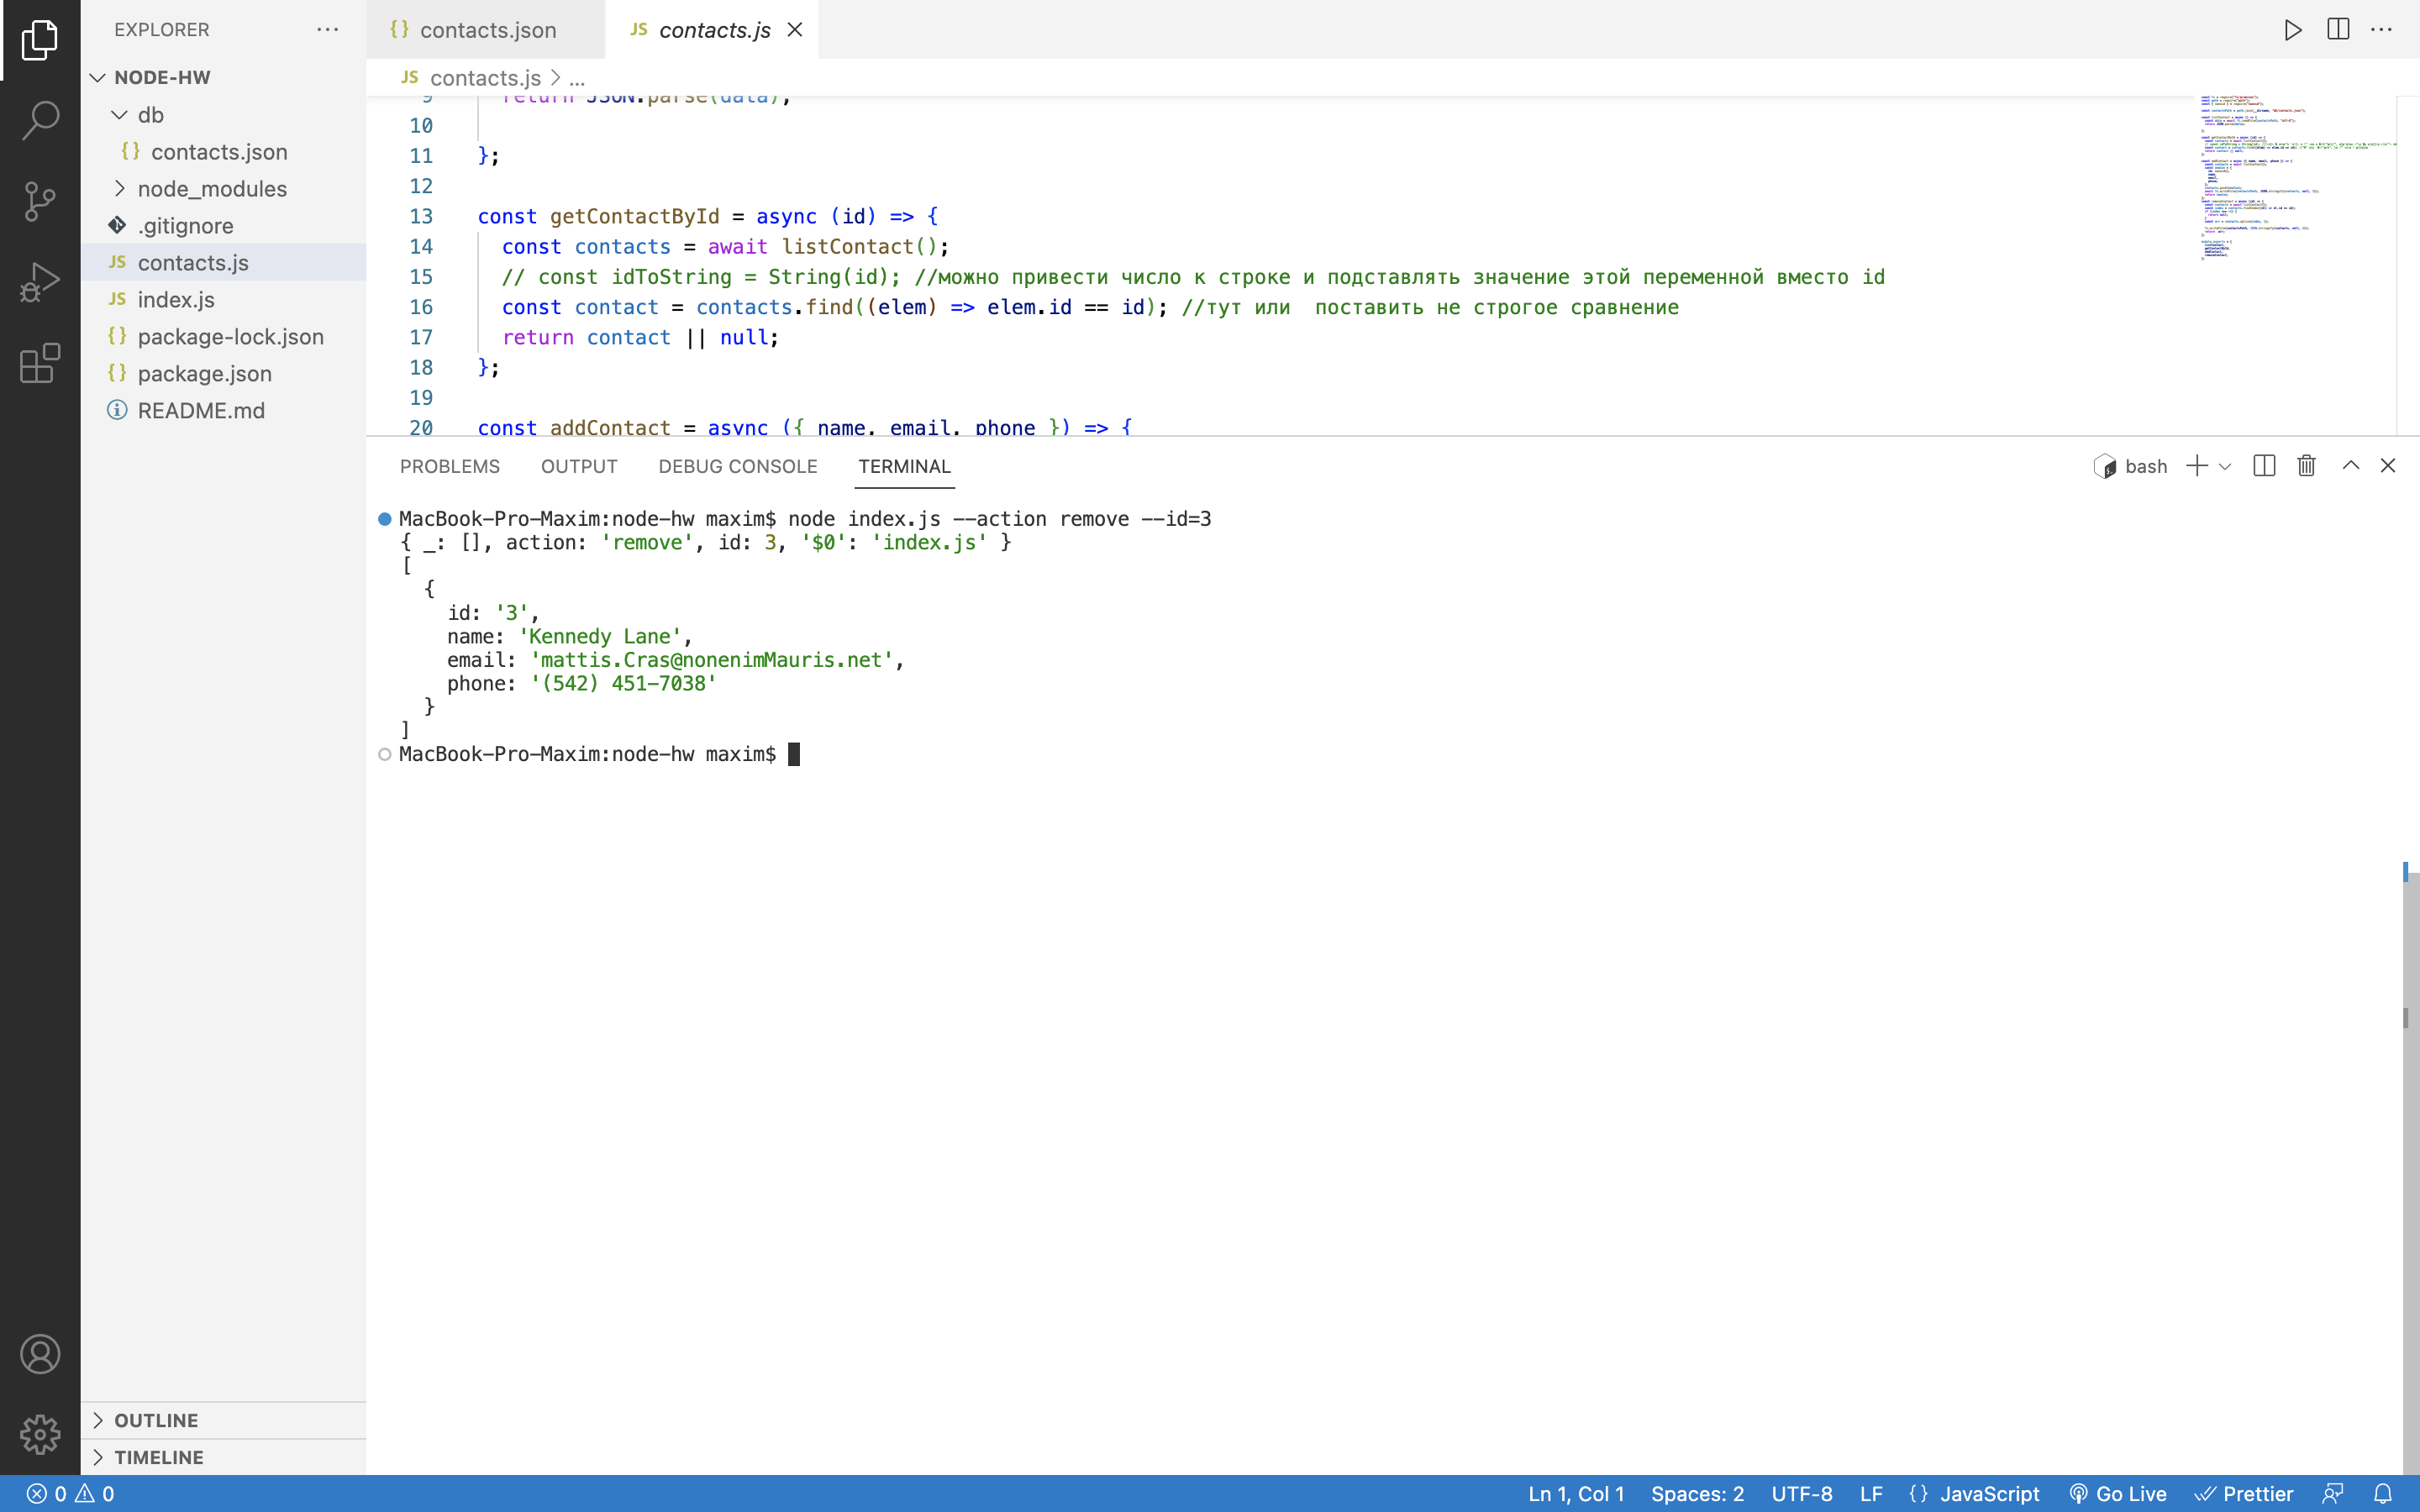 EXPLORER
NODE-HW
db
contacts.json
node_modules
.gitignore
JS contacts.js
JS index.js
{} package-lock.json
{} package.json
README.md
OUTLINE
TIMELINE
{} contacts.json
JS contacts.js
JS contacts.js > ...
9 return JSON.parse(data);
10
11 };
12
13 const getContactById = async (id) => {
14 const contacts = await listContact();
15 // const idToString = String(id); //можно привести число к строке и подставлять значение этой переменной вместо id
16 const contact = contacts.find((elem) => elem.id == id); //тут или  поставить не строгое сравнение
17 return contact || null;
18 };
19
20 const addContact = async ({ name, email, phone }) => {
PROBLEMS OUTPUT DEBUG CONSOLE TERMINAL
bash
MacBook-Pro-Maxim:node-hw maxim$ node index.js --action remove --id=3
{ _: [], action: 'remove', id: 3, '$0': 'index.js' }
[
{
id: '3',
name: 'Kennedy Lane',
email: 'mattis.Cras@nonenimMauris.net',
phone: '(542) 451-7038'
}
]
MacBook-Pro-Maxim:node-hw maxim$
0 0
Ln 1, Col 1 Spaces: 2 UTF-8 LF {} JavaScript Go Live Prettier